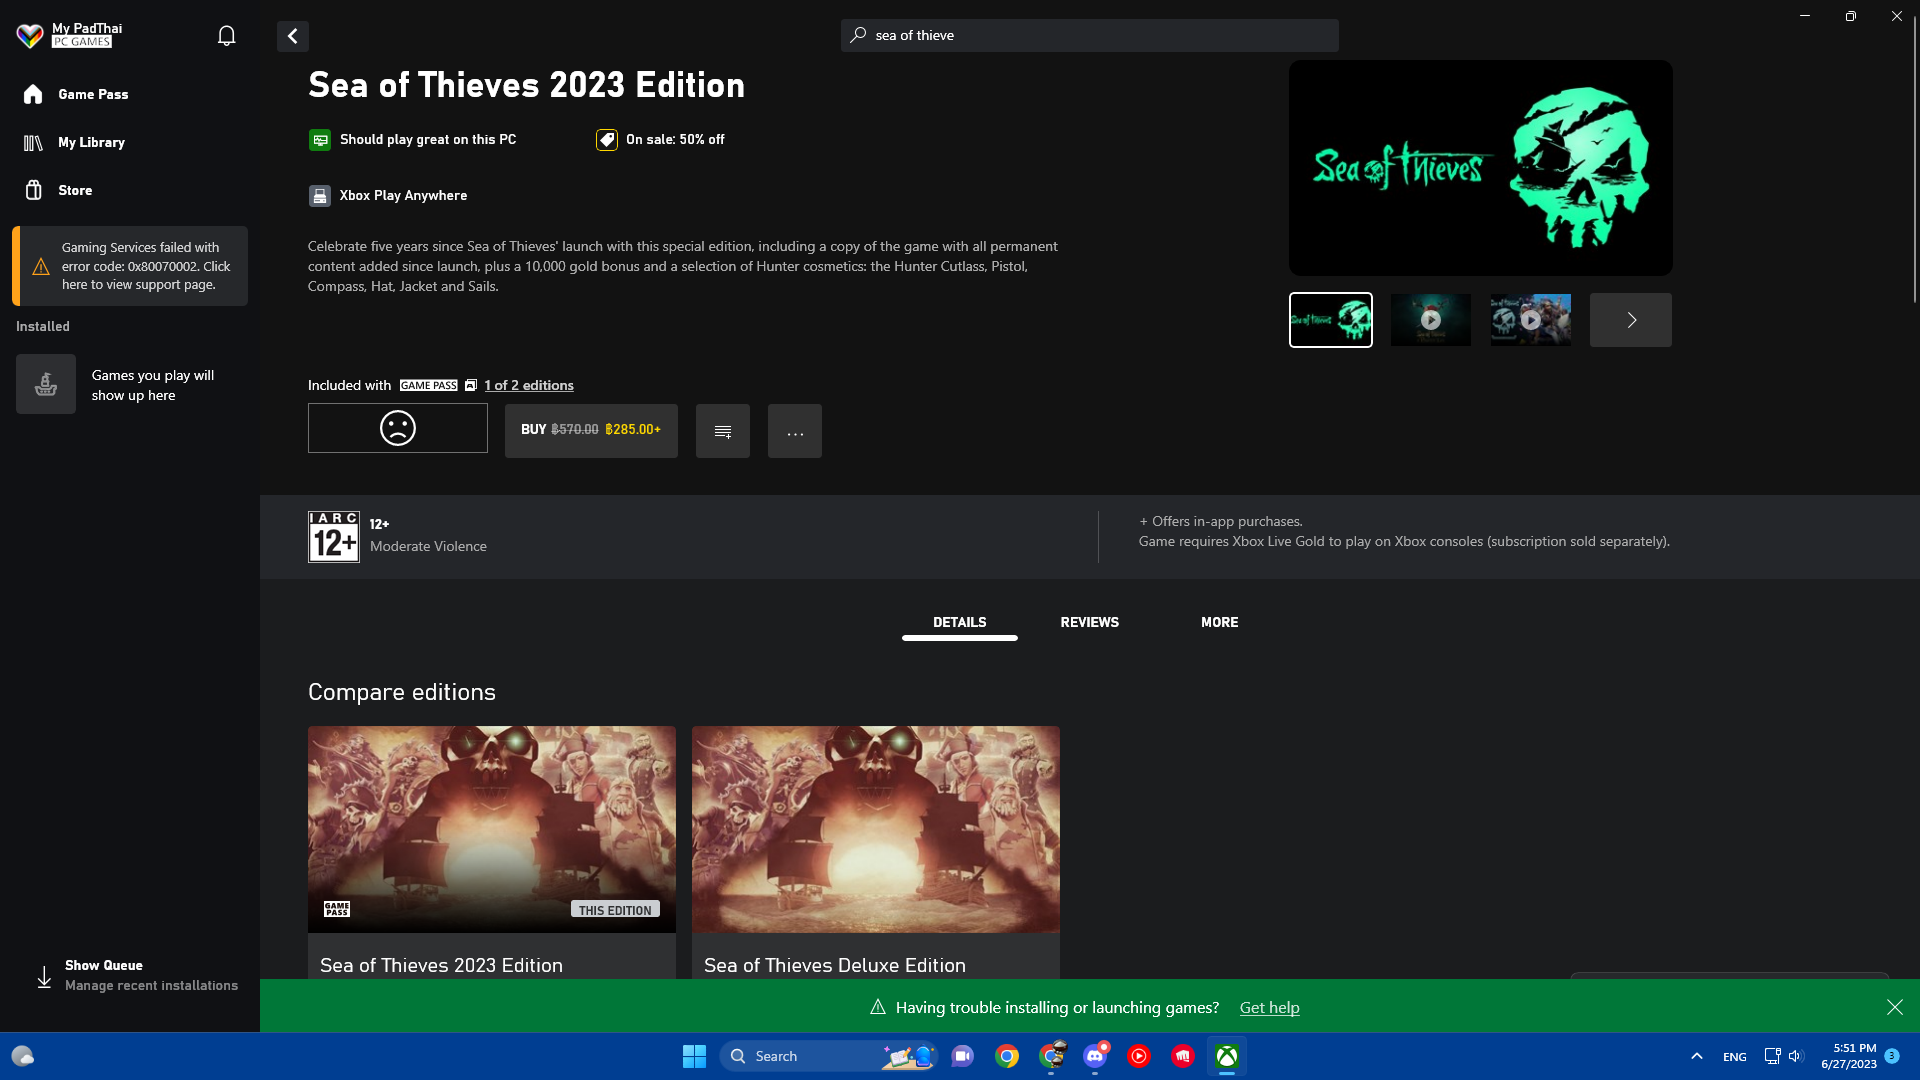 My PadThai
PC GAMES
sea of thieve
Game Pass
My Library
Store
Gaming Services failed with
error code: 0x80070002. Click
here to view support page.
Installed
Games you play will
show up here
Show Queue
Manage recent installations
Sea of Thieves 2023 Edition
Should play great on this PC
On sale: 50% off
Xbox Play Anywhere
Celebrate five years since Sea of Thieves' launch with this special edition, including a copy of the game with all permanent
content added since launch, plus a 10,000 gold bonus and a selection of Hunter cosmetics: the Hunter Cutlass, Pistol,
Compass, Hat, Jacket and Sails.
Sea of Thieves
Sea of Thieves
Included with GAME PASS 1 of 2 editions
BUY ฿570.00 ฿285.00+
...
IARC
12+
12+
Moderate Violence
+ Offers in-app purchases.
Game requires Xbox Live Gold to play on Xbox consoles (subscription sold separately).
DETAILS REVIEWS MORE
Compare editions
GAME
PASS
THIS EDITION
Sea of Thieves 2023 Edition
Sea of Thieves Deluxe Edition
Having trouble installing or launching games? Get help
Search
ENG
5:51 PM
6/27/2023
3